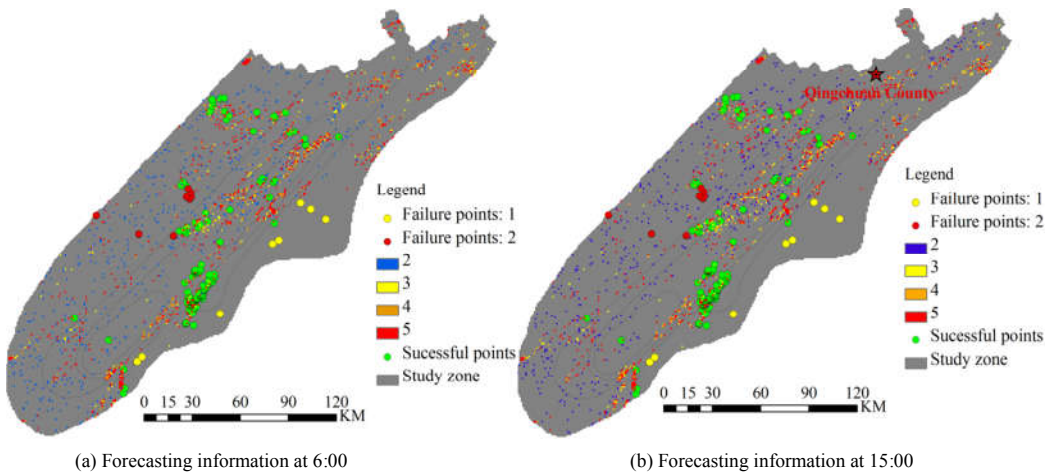 Legend
Failure points: 1
Failure points: 2
2
3
4
5
Sucessful points
Study zone
0 15 30 60 90 120
KM
(a) Forecasting information at 6:00
Qingchuan County
Legend
Failure points: 1
Failure points: 2
2
3
4
5
Sucessful points
Study zone
0 15 30 60 90 120
KM
(b) Forecasting information at 15:00